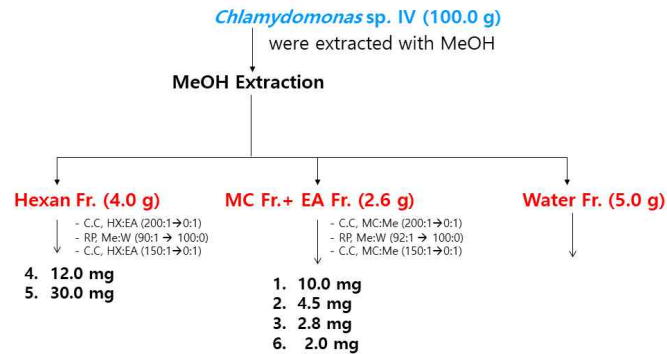 Chlamydomonas sp. IV (100.0 g)
were extracted with MeOH
MeOH Extraction
Hexan Fr. (4.0 g)
- C.C, HX:EA (200:1→0:1)
- RP, Me:W (90:1 → 100:0)
- C.C, HX:EA (150:1→0:1)
4. 12.0 mg
5. 30.0 mg
MC Fr.+ EA Fr. (2.6 g)
- C.C, MC:Me (200:1→0:1)
- RP, Me:W (92:1 → 100:0)
- C.C, MC:Me (150:1→0:1)
1. 10.0 mg
2. 4.5 mg
3. 2.8 mg
6. 2.0 mg
Water Fr. (5.0 g)